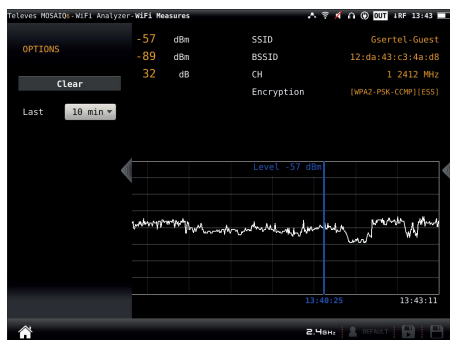 Televes MOSAIQ6-WiFi Analyzer-WiFi Measures OUT ↓RF 13:43
OPTIONS
Clear
Last 10 min
-57 dBm SSID Gsertel-Guest
-89 dBm BSSID 12:da:43:c3:4a:d8
32 dB CH 1 2412 MHz
Encryption [WPA2-PSK-CCMP][ESS]
Level -57 dBm
13:40:25 13:43:11
2.4GHz DEFAULT